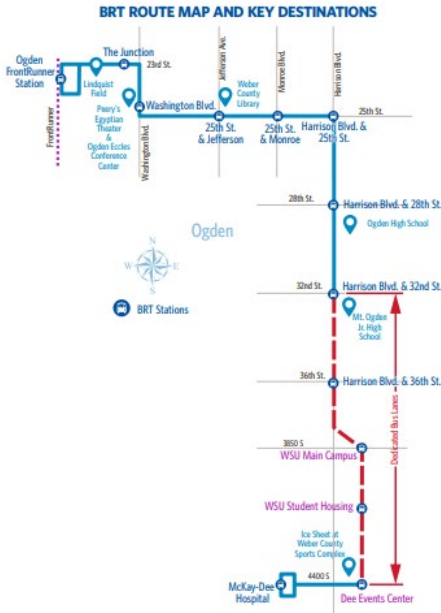 BRT ROUTE MAP AND KEY DESTINATIONS
Ogden
FrontRunner
Station
The Junction
23rd St.
Jefferson Ave.
Monroe Blvd.
Harrison Blvd.
FrontRunner
Lindquist
Field
Peery's
Egyptian
Theater
&
Ogden Eccles
Conference
Center
Washington Blvd.
Washington Blvd.
Weber
County
Library
25th St.
25th St.
& Jefferson
25th St.
& Monroe
Harrison Blvd. &
25th St.
28th St.
Harrison Blvd. & 28th St.
Ogden High School
Ogden
N
W
E
S
BRT Stations
32nd St.
Harrison Blvd. & 32nd St.
Mt. Ogden
Jr. High
School
36th St.
Harrison Blvd. & 36th St.
Dedicated Bus Lanes
3850 S
WSU Main Campus
WSU Student Housing
Ice Sheet at
Weber County
Sports Complex
4400 S
McKay-Dee
Hospital
Dee Events Center